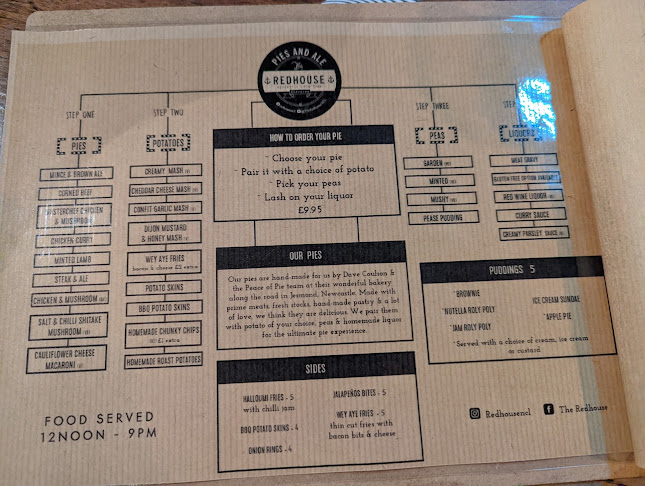 PIES AND ALE
REDHOUSE
STEP ONE
PIES
MINCE & BROWN ALE
CORNED BEEF
MASTERCHEF CHICKEN
& MUSHROOM
CHICKEN CURRY
MINTED LAMB
STEAK & ALE
CHICKEN & MUSHROOM
SALT & CHILLI SHITAKE
MUSHROOM (V)
CAULIFLOWER CHEESE
MACARONI (V)
STEP TWO
POTATOES
CREAMY MASH (V)
CHEDDAR CHEESE MASH (V)
CONFIT GARLIC MASH (V)
DIJON MUSTARD
& HONEY MASH (V)
WEY AYE FRIES
bacon & cheese £2 extra
POTATO SKINS
BBQ POTATO SKINS
HOMEMADE CHUNKY CHIPS
extra
HOMEMADE ROAST POTATOES
HOW TO ORDER YOUR PIE
- Choose your pie
- Pair it with a choice of potato
- Pick your peas
- Lash on your liquor
£9.95
OUR PIES
Our pies are hand made for us by Dave Coulson &
the Peace of Pie team at their wonderful bakery
along the road in Jesmond, Newcastle. Made with
prime meats, fresh stocks, hand-made pastry & a lot
of love, we think they are delicious. We pair them
with potato of your choice, peas & homemade liquor
for the ultimate pie experience.
SIDES
HALLOUMI FRIES - 5
with chilli jam
BBQ POTATO SKINS - 4
- ONION RINGS - 4
JALAPEÑOS BITES - 5
WEY AYE FRIES - 5
thin cut fries with
bacon bits & cheese
STEP THREE
PEAS
GARDEN
MINTED
MUSHY
PEASE PUDDING
STEP
LIQUORS
MEAT GRAVY
GLUTEN FREE OPTION AVAILABLE
RED WINE LIQUOR
CURRY SAUCE
CREAMY PARSLEY SAUCE
PUDDINGS 5
*BROWNIE
*NUTELLA ROLY POLY
*JAM ROLY POLY
ICE CREAM SUNDAE
*APPLE PIE
*Served with a choice of cream, ice cream
or custard
FOOD SERVED
12NOON - 9PM
Redhousencl
The Redhouse